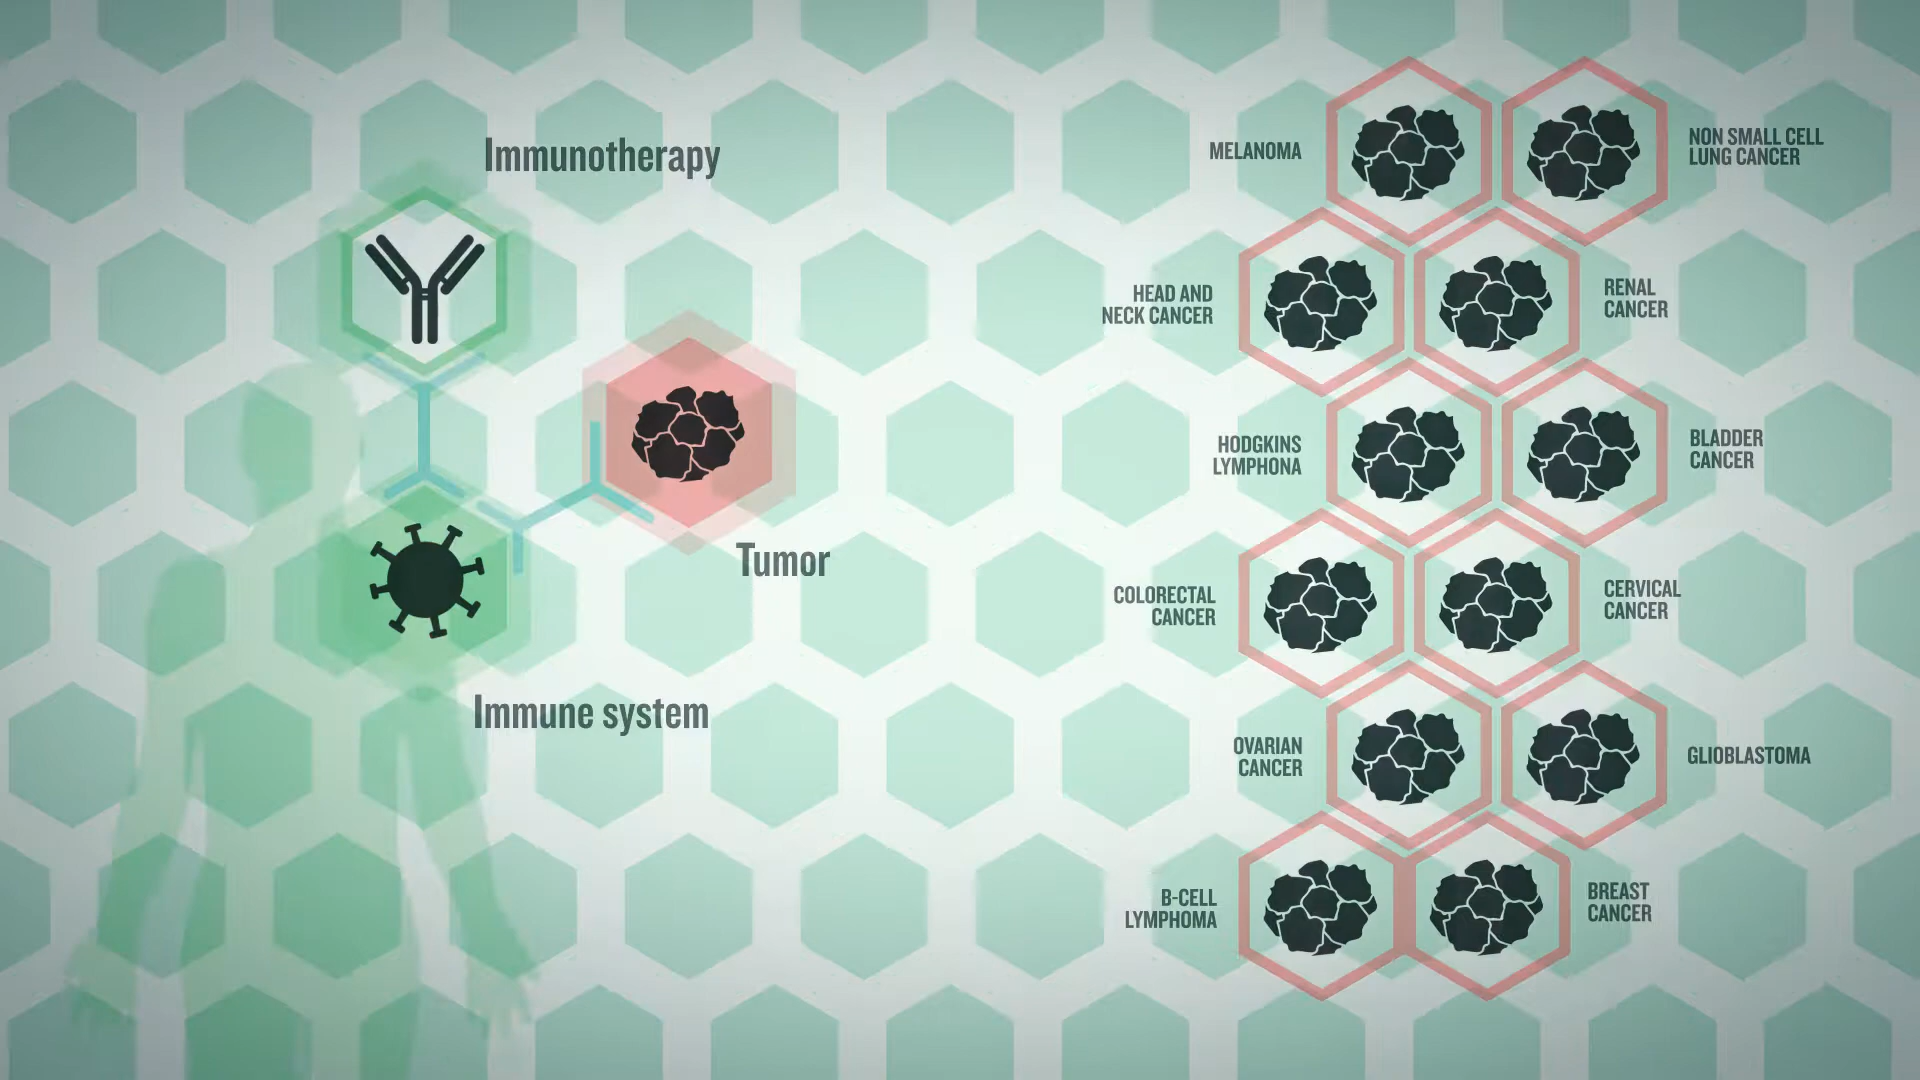 Immunotherapy
Tumor
Immune system
MELANOMA
NON SMALL CELL
LUNG CANCER
HEAD AND
NECK CANCER
RENAL
CANCER
HODGKINS
LYMPHONA
BLADDER
CANCER
COLORECTAL
CANCER
CERVICAL
CANCER
OVARIAN
CANCER
GLIOBLASTOMA
B-CELL
LYMPHOMA
BREAST
CANCER